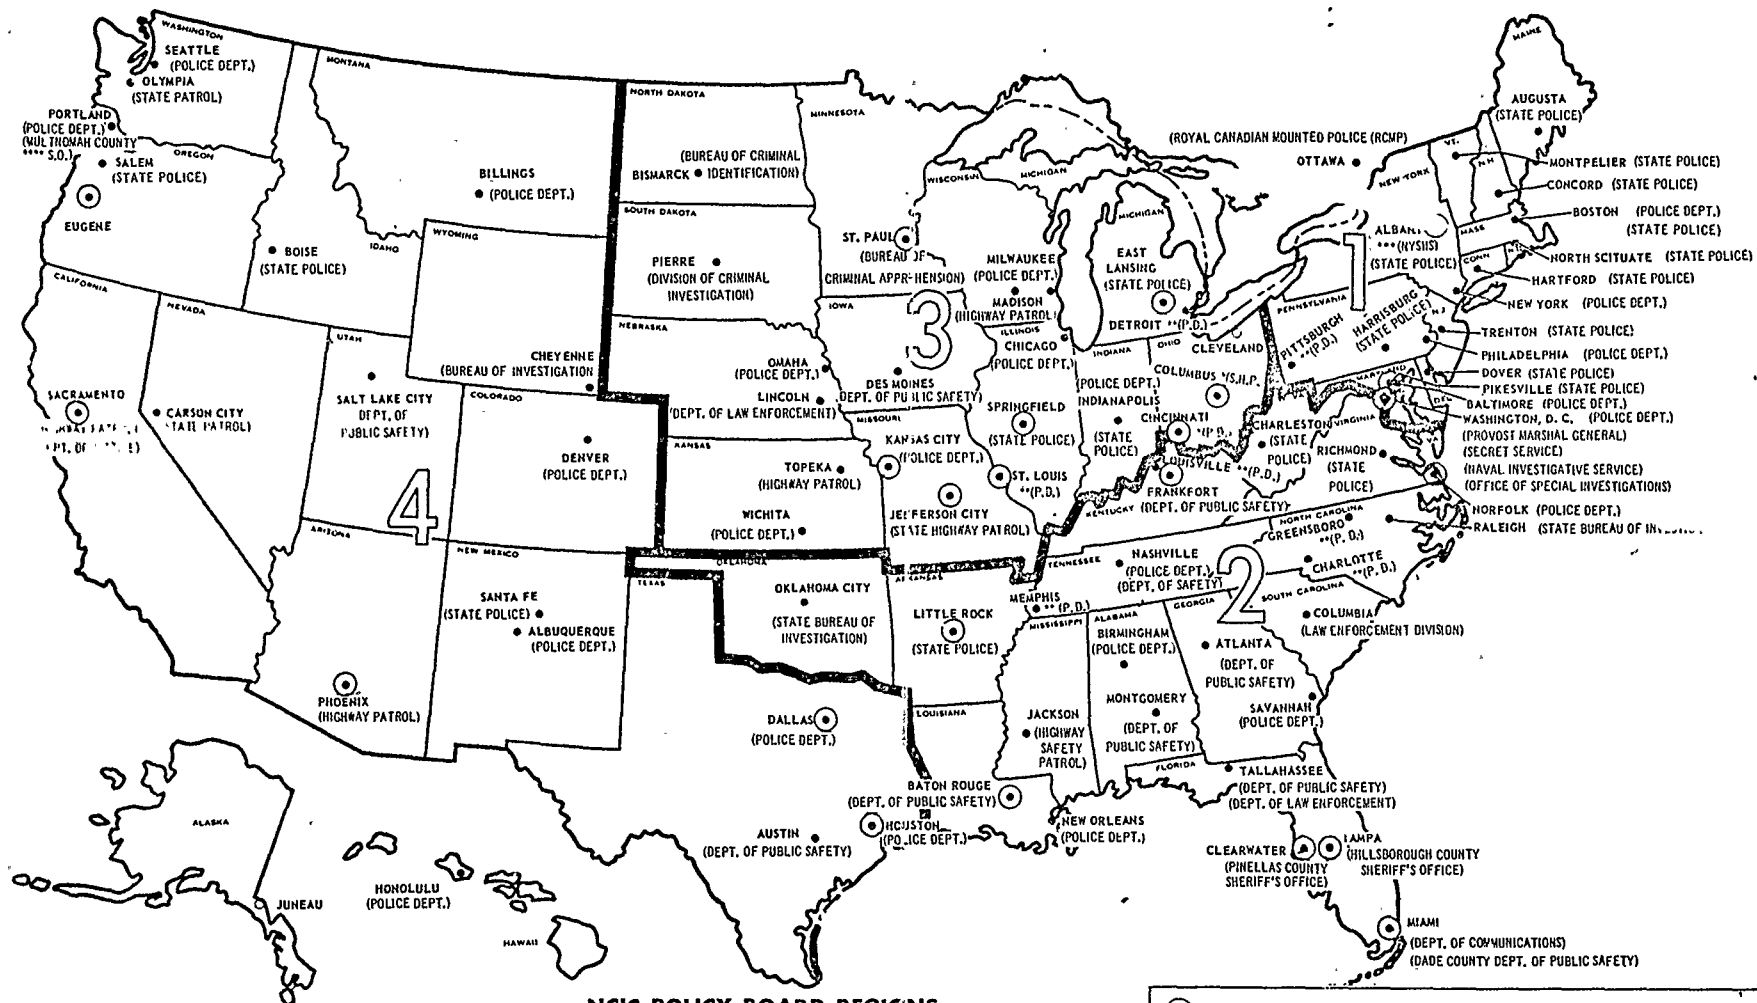 WASHINGTON
SEATTLE
(POLICE DEPT.)
OLYMPIA
(STATE PATROL)
PORTLAND
(POLICE DEPT.)
(MULTNOMAH COUNTY
**** S.O.)
OREGON
SALEM
(STATE POLICE)
EUGENE
MONTANA
BILLINGS
(POLICE DEPT.)
BOISE
(STATE POLICE)
IDAHO
WYOMING
CHEYENNE
(BUREAU OF INVESTIGATION
CALIFORNIA
NEVADA
UTAH
SACRAMENTO
CARSON CITY
STATE PATROL)
SALT LAKE CITY
DEPT. OF
PUBLIC SAFETY)
COLORADO
DENVER
(POLICE DEPT.)
4
ARIZONA
NEW MEXICO
SANTA FE
(STATE POLICE)
ALBUQUERQUE
(POLICE DEPT.)
PHOENIX
(HIGHWAY PATROL)
NORTH DAKOTA
(BUREAU OF CRIMINAL
BISMARCK IDENTIFICATION)
SOUTH DAKOTA
PIERRE
(DIVISION OF CRIMINAL
INVESTIGATION)
NEBRASKA
OMAHA
(POLICE DEPT.)
LINCOLN
(DEPT. OF LAW ENFORCEMENT)
KANSAS
TOPEKA
(HIGHWAY PATROL)
WICHITA
(POLICE DEPT.)
MINNESOTA
ST. PAUL
(BUREAU OF
CRIMINAL APPREHENSION)
IOWA
3
DES MOINES
DEPT. OF PUBLIC SAFETY)
MISSOURI
KANSAS CITY
(POLICE DEPT.)
ST. LOUIS
**(P.D.)
JEFFERSON CITY
(STATE HIGHWAY PATROL)
WISCONSIN
MICHIGAN
MILWAUKEE
(POLICE DEPT.)
MADISON
(HIGHWAY PATROL)
ILLINOIS
CHICAGO
(POLICE DEPT.)
SPRINGFIELD
(STATE POLICE)
MICHIGAN
EAST
LANSING
(STATE POLICE)
DETROIT **(P.D.)
INDIANA
(POLICE DEPT.)
INDIANAPOLIS
(STATE
POLICE)
OHIO
CLEVELAND
COLUMBUS (S.H.P.
CINCINNATI
(P.D.)
LOUISVILLE **(P.D.)
FRANKFORT
(DEPT. OF PUBLIC SAFETY)
KENTUCKY
(ROYAL CANADIAN MOUNTED POLICE (RCMP)
OTTAWA
MAINE
AUGUSTA
(STATE POLICE)
VT.
N.H
MONTPELIER (STATE POLICE)
CONCORD (STATE POLICE)
NEW YORK
ALBANY
***(NYSIIS)
(STATE POLICE)
1
MASS
BOSTON (POLICE DEPT.)
(STATE POLICE)
CONN
NORTH SCITUATE (STATE POLICE)
HARTFORD (STATE POLICE)
NEW YORK (POLICE DEPT.)
PENNSYLVANIA
PITTSBURGH
**(P.D.)
HARRISBURG
(STATE POLICE)
N.J
TRENTON (STATE POLICE)
PHILADELPHIA (POLICE DEPT.)
DOVER (STATE POLICE)
MARYLAND
DEL
PIKESVILLE (STATE POLICE)
BALTIMORE (POLICE DEPT.)
WASHINGTON, D. C. (POLICE DEPT.)
(PROVOST MARSHAL GENERAL)
(SECRET SERVICE)
(NAVAL INVESTIGATIVE SERVICE)
(OFFICE OF SPECIAL INVESTIGATIONS)
CHARLESTON
(STATE
POLICE)
VIRGINIA
RICHMOND
(STATE
POLICE)
NORFOLK (POLICE DEPT.)
RALEIGH (STATE BUREAU OF
NORTH CAROLINA
GREENSBORO
**(P.D.)
CHARLOTTE
**(P.D.)
TENNESSEE
NASHVILLE
(POLICE DEPT.)
(DEPT. OF SAFETY)
MEMPHIS
**(P.D.)
2
SOUTH CAROLINA
COLUMBIA
(LAW ENFORCEMENT DIVISION)
GEORGIA
ATLANTA
(DEPT. OF
PUBLIC SAFETY)
SAVANNAH
(POLICE DEPT.)
ALABAMA
BIRMINGHAM
(POLICE DEPT.)
MONTGOMERY
(DEPT. OF
PUBLIC SAFETY)
MISSISSIPPI
JACKSON
(HIGHWAY
SAFETY
PATROL)
OKLAHOMA
OKLAHOMA CITY
(STATE BUREAU OF
INVESTIGATION)
ARKANSAS
LITTLE ROCK
(STATE POLICE)
TEXAS
DALLAS
(POLICE DEPT.)
AUSTIN
(DEPT. OF PUBLIC SAFETY)
HOUSTON
(POLICE DEPT.)
LOUISIANA
BATON ROUGE
(DEPT. OF PUBLIC SAFETY)
NEW ORLEANS
(POLICE DEPT.)
FLORIDA
TALLAHASSEE
(DEPT. OF PUBLIC SAFETY)
(DEPT. OF LAW ENFORCEMENT)
CLEARWATER
(PINELLAS COUNTY
SHERIFF'S OFFICE)
TAMPA
(HILLSBOROUGH COUNTY
SHERIFF'S OFFICE)
MIAMI
(DEPT. OF COMMUNICATIONS)
(DADE COUNTY DEPT. OF PUBLIC SAFETY)
ALASKA
JUNEAU
HONOLULU
(POLICE DEPT.)
HAWAII
NCIC POLICY BOARD REGIONS